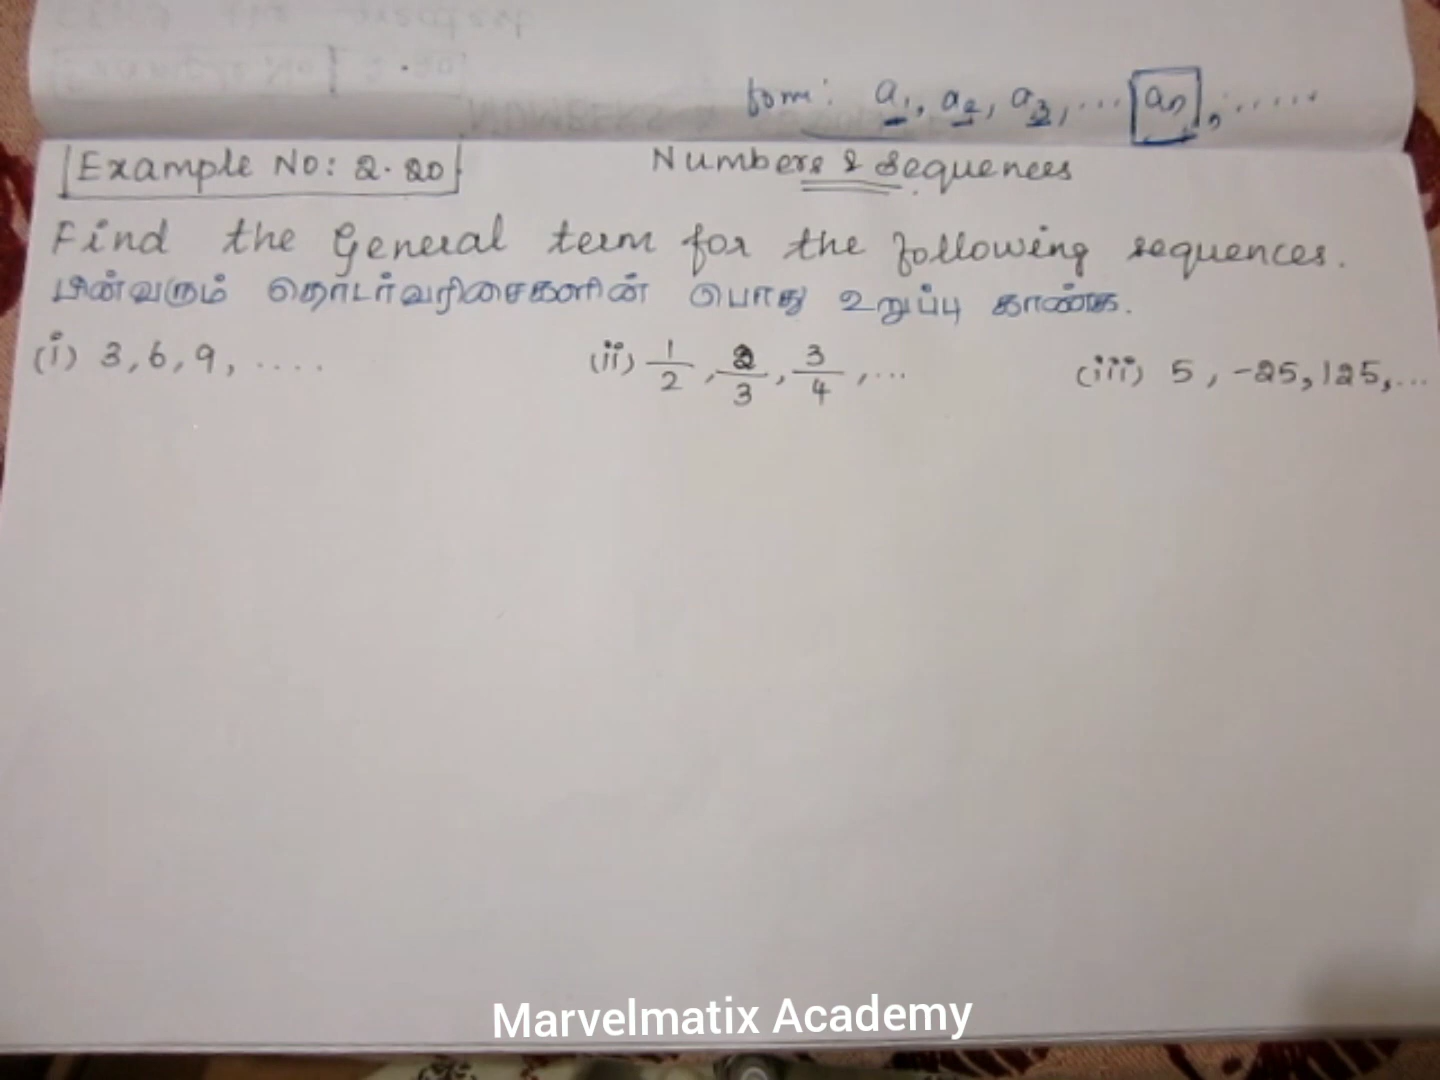 form: a₁, a₂, a₃, ... aₙ, ......
Example No: 2.20
Numbers & Sequences
Find the General term for the following sequences.
பின்வரும் தொடர்வரிசைகளின் பொது உறுப்பு காண்க.
(i) 3, 6, 9, .... (ii) 1/2, 2/3, 3/4, ... (iii) 5, -25, 125, ...
Marvelmatix Academy